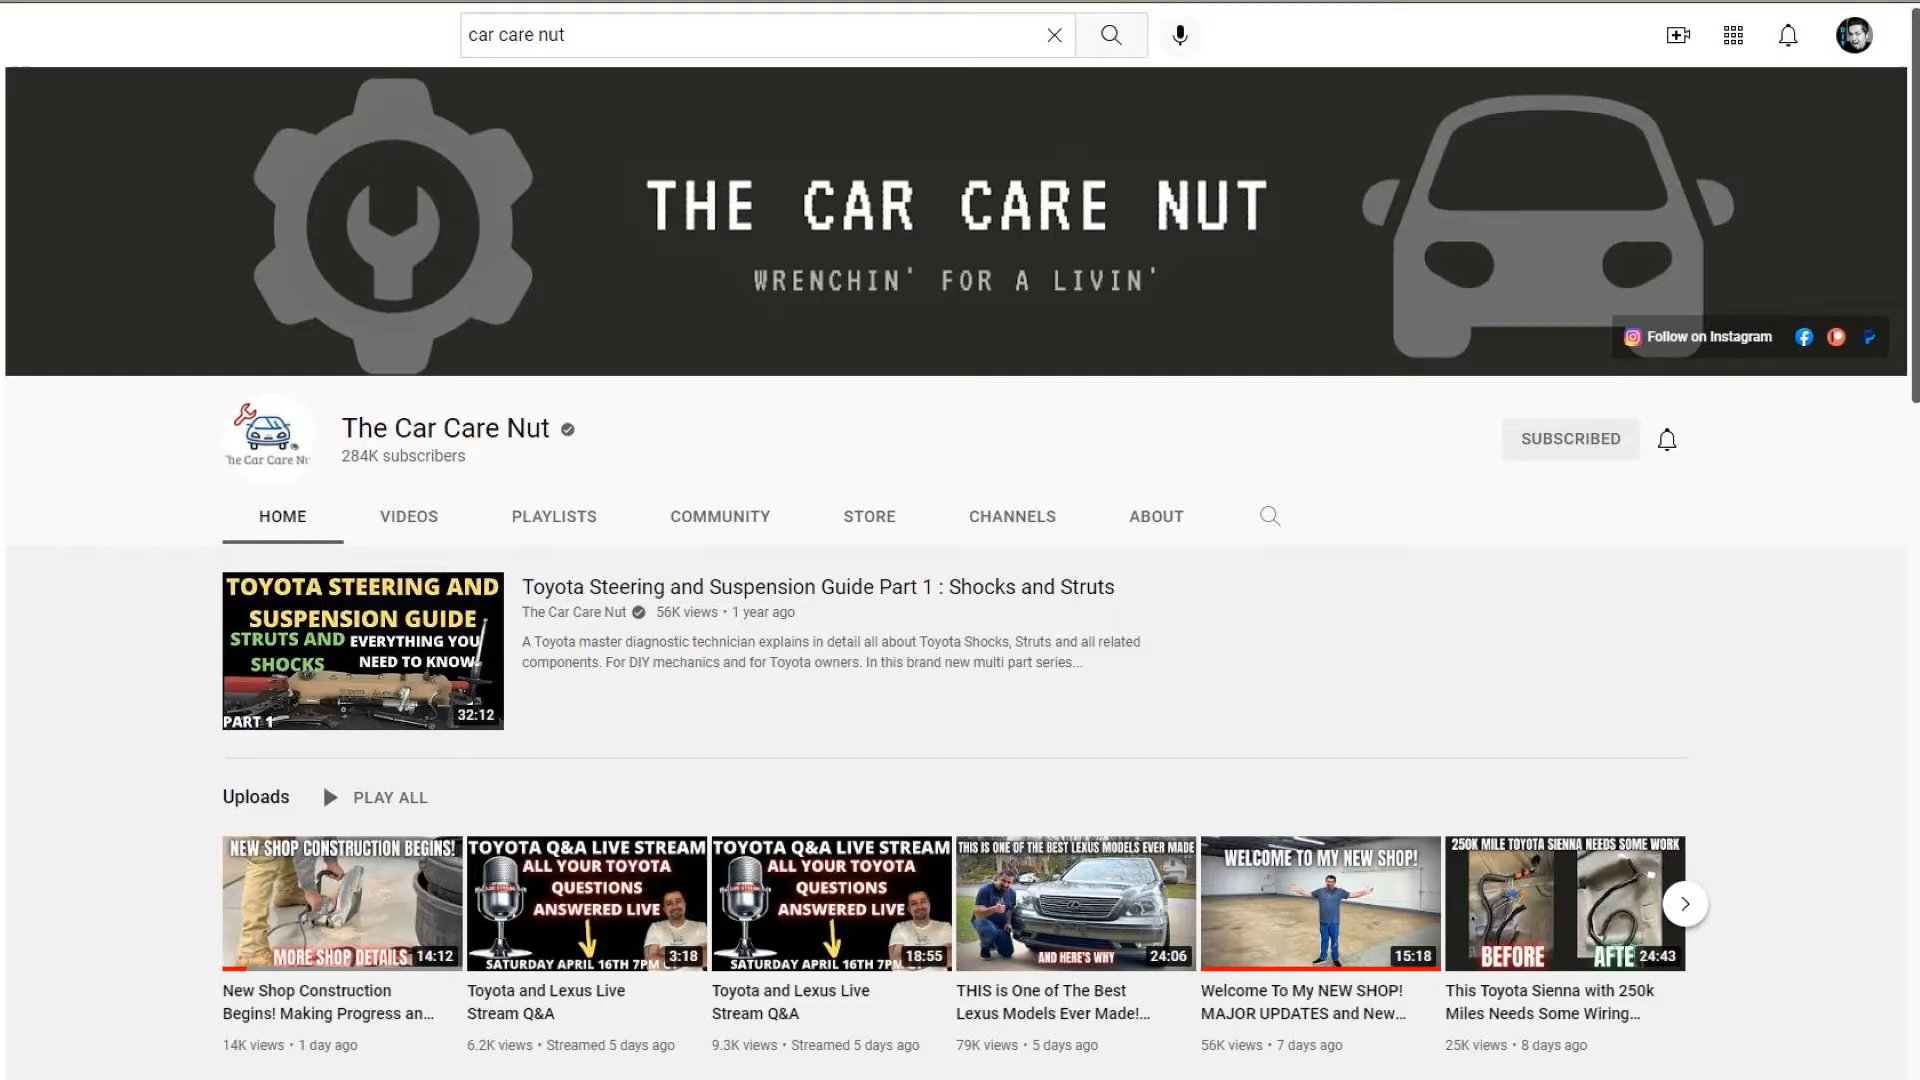 car care nut
THE CAR CARE NUT
WRENCHIN' FOR A LIVIN'
Follow on Instagram
The Car Care Nut
284K subscribers
SUBSCRIBED
HOME VIDEOS PLAYLISTS COMMUNITY STORE CHANNELS ABOUT
TOYOTA STEERING AND
SUSPENSION GUIDE
STRUTS AND EVERYTHING YOU
SHOCKS NEED TO KNOW
PART 1
32:12
Toyota Steering and Suspension Guide Part 1 : Shocks and Struts
The Car Care Nut 56K views • 1 year ago
A Toyota master diagnostic technician explains in detail all about Toyota Shocks, Struts and all related
components. For DIY mechanics and for Toyota owners. In this brand new multi part series...
Uploads PLAY ALL
NEW SHOP CONSTRUCTION BEGINS!
MORE SHOP DETAILS
14:12
New Shop Construction
Begins! Making Progress an...
14K views • 1 day ago
TOYOTA Q&A LIVE STREAM
ALL YOUR TOYOTA
QUESTIONS
ANSWERED LIVE
SATURDAY APRIL 16TH 7PM
3:18
Toyota and Lexus Live
Stream Q&A
6.2K views • Streamed 5 days ago
TOYOTA Q&A LIVE STREAM
ALL YOUR TOYOTA
QUESTIONS
ANSWERED LIVE
SATURDAY APRIL 16TH 7PM
18:55
Toyota and Lexus Live
Stream Q&A
9.3K views • Streamed 5 days ago
THIS IS ONE OF THE BEST LEXUS MODELS EVER MADE
AND HERE'S WHY
24:06
THIS is One of The Best
Lexus Models Ever Made!...
79K views • 5 days ago
WELCOME TO MY NEW SHOP!
15:18
Welcome To My NEW SHOP!
MAJOR UPDATES and New...
56K views • 7 days ago
250K MILE TOYOTA SIENNA NEEDS SOME WORK
BEFORE AFTE
24:43
This Toyota Sienna with 250k
Miles Needs Some Wiring...
25K views • 8 days ago